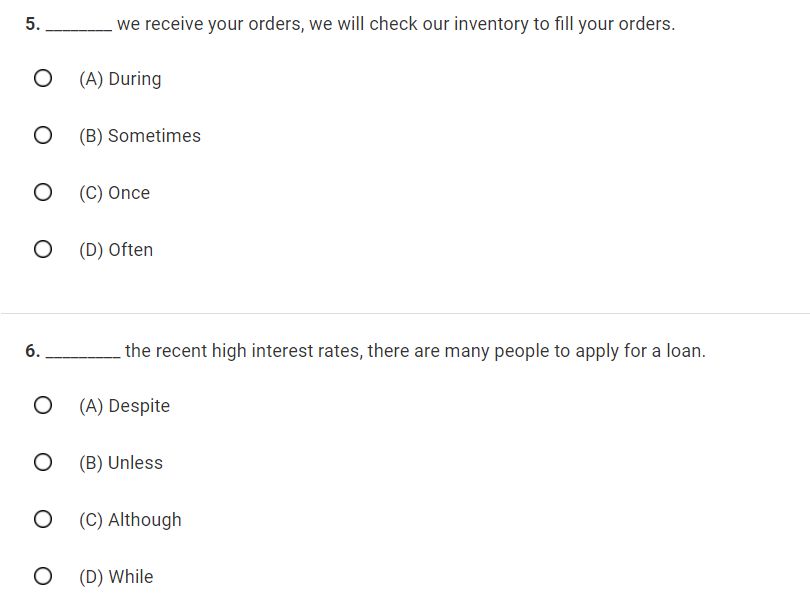 5. ________ we receive your orders, we will check our inventory to fill your orders.
(A) During
(B) Sometimes
(C) Once
(D) Often
6. _________ the recent high interest rates, there are many people to apply for a loan.
(A) Despite
(B) Unless
(C) Although
(D) While